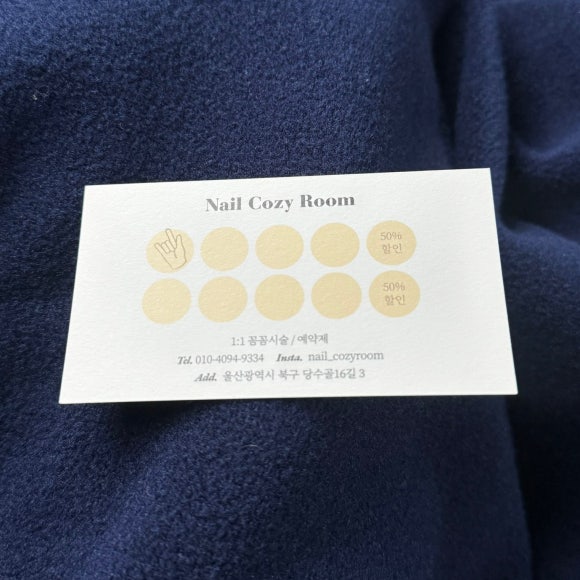 Nail Cozy Room
50%
할인
50%
할인
1:1 꼼꼼시술 / 예약제
Tel. 010-4094-9334 Insta. nail_cozyroom
Add. 울산광역시 북구 당수골16길 3